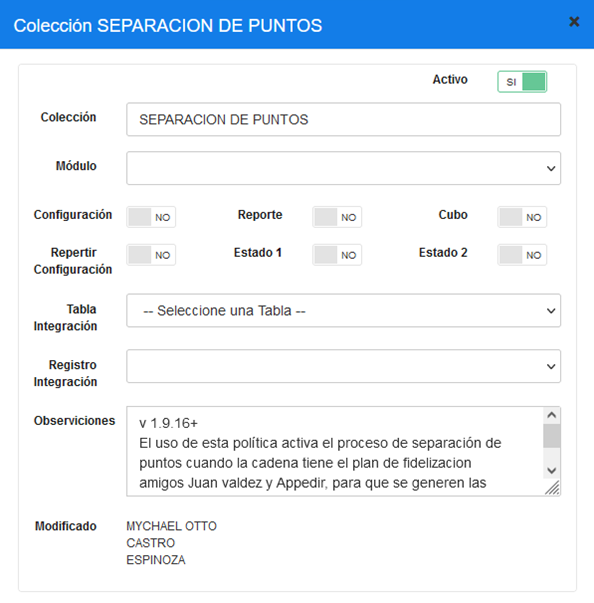 Colección SEPARACION DE PUNTOS
Activo SI
Colección SEPARACION DE PUNTOS
Módulo
Configuración NO Reporte NO Cubo NO
Repertir Configuración NO Estado 1 NO Estado 2 NO
Tabla Integración -- Seleccione una Tabla --
Registro Integración
Observiciones v 1.9.16+
El uso de esta política activa el proceso de separación de
puntos cuando la cadena tiene el plan de fidelizacion
amigos Juan valdez y Appedir, para que se generen las
Modificado MYCHAEL OTTO
CASTRO
ESPINOZA